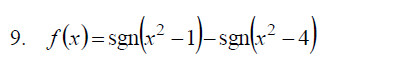 9. f(x)=sgn(x² – 1)–sgn(x² – 4)